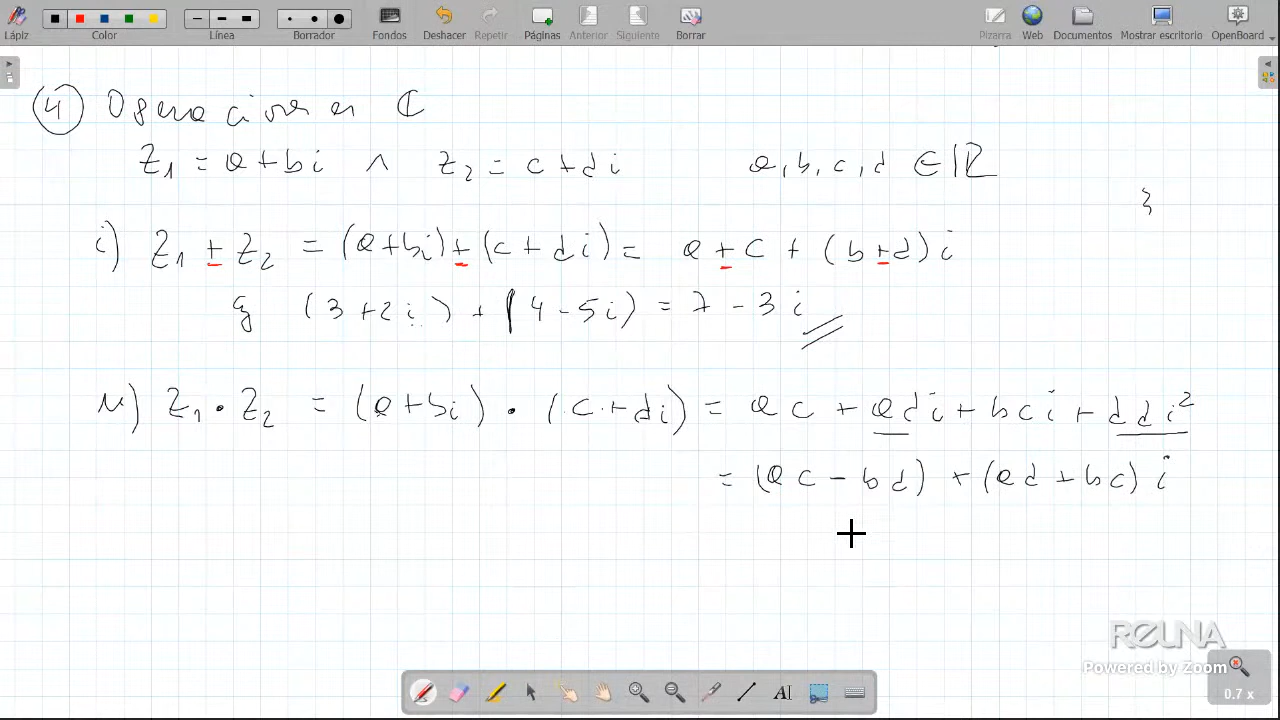 Lápiz Color Línea Borrador Fondos Deshacer Repetir Páginas Anterior Siguiente Borrar Pizarra Web Documentos Mostrar escritorio OpenBoard
④ Operaciones en ℂ
Z₁ = a + bi ∧ z₂ = c + di a, b, c, d ∈ ℝ
i) Z₁ ± Z₂ = (a + bi) ± (c + di) = a ± c + (b ± d) i
(3 + 2i) + (4 - 5i) = 7 - 3i
ii) Z₁ · Z₂ = (a + bi) · (c + di) = ac + adi + bci + ddi²
= (ac - bd) + (ad + bc) i
REUNA
Powered by Zoom
0.7 x